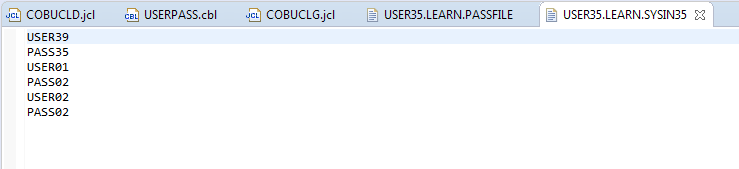 COBUCLD.jcl USERPASS.cbl COBUCLG.jcl USER35.LEARN.PASSFILE USER35.LEARN.SYSIN35
USER39
PASS35
USER01
PASS02
USER02
PASS02